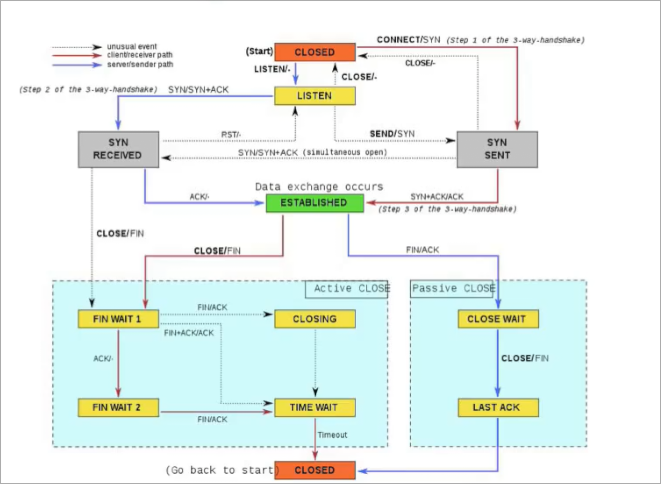 unusual event
client/receiver path
server/sender path
(Start) CLOSED
CONNECT/SYN (Step 1 of the 3-way-handshake)
CLOSE/-
LISTEN/-
CLOSE/-
(Step 2 of the 3-way-handshake) SYN/SYN+ACK
LISTEN
SYN
RECEIVED
RST/-
SEND/SYN
SYN/SYN+ACK (simultaneous open)
SYN
SENT
Data exchange occurs
ACK/-
ESTABLISHED
SYN+ACK/ACK
(Step 3 of the 3-way-handshake)
CLOSE/FIN
CLOSE/FIN
FIN/ACK
Active CLOSE
Passive CLOSE
FIN WAIT 1
FIN/ACK
CLOSING
CLOSE WAIT
FIN+ACK/ACK
ACK/-
CLOSE/FIN
FIN WAIT 2
FIN/ACK
TIME WAIT
LAST ACK
Timeout
(Go back to start) CLOSED